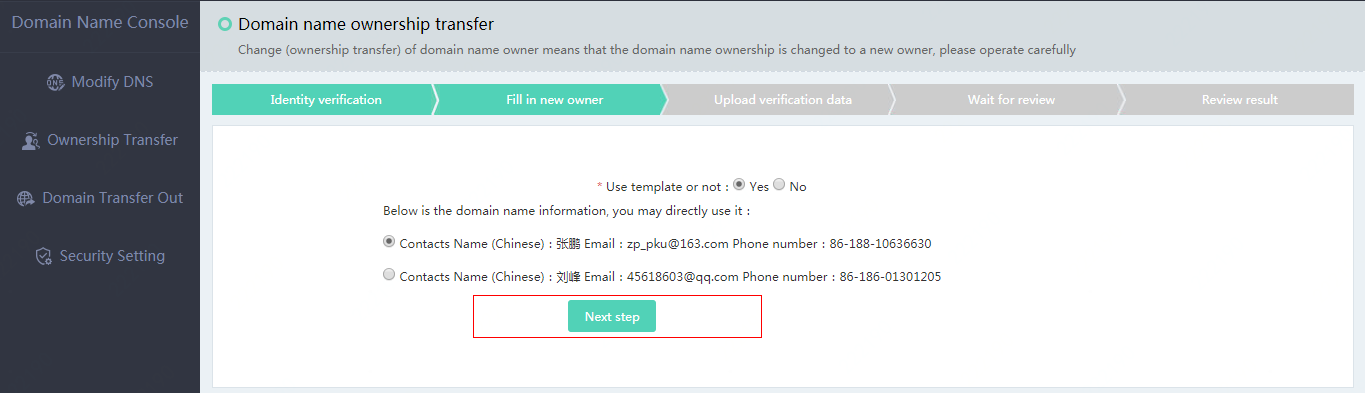 Domain Name Console
Modify DNS
Ownership Transfer
Domain Transfer Out
Security Setting
Domain name ownership transfer
Change (ownership transfer) of domain name owner means that the domain name ownership is changed to a new owner, please operate carefully
Identity verification
Fill in new owner
Upload verification data
Wait for review
Review result
* Use template or not : Yes No
Below is the domain name information, you may directly use it :
Contacts Name (Chinese) : 张鹏 Email : zp_pku@163.com Phone number : 86-188-10636630
Contacts Name (Chinese) : 刘峰 Email : 45618603@qq.com Phone number : 86-186-01301205
Next step